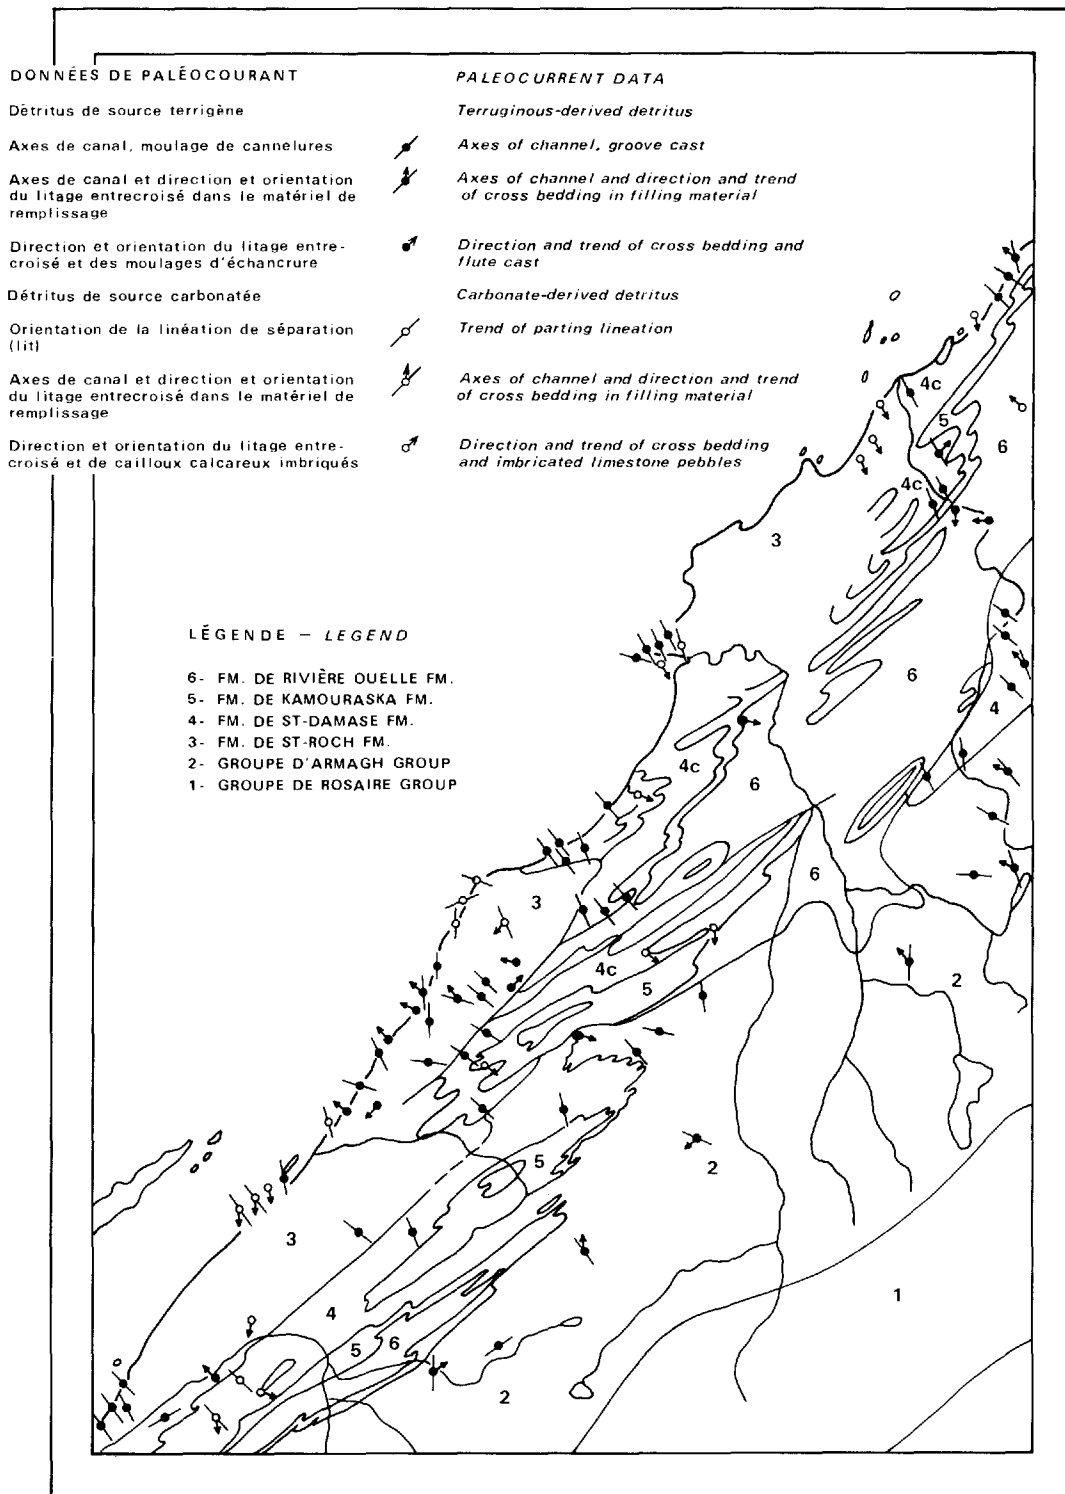 DONNÉES DE PALÉOCOURANT
Détritus de source terrigène
Axes de canal, moulage de cannelures
Axes de canal et direction et orientation
du litage entrecroisé dans le matériel de
remplissage
Direction et orientation du litage entre-
croisé et des moulages d'échancrure
Détritus de source carbonatée
Orientation de la linéation de séparation
(lit)
Axes de canal et direction et orientation
du litage entrecroisé dans le matériel de
remplissage
Direction et orientation du litage entre-
croisé et de cailloux calcareux imbriqués
PALEOCURRENT DATA
Terruginous-derived detritus
Axes of channel, groove cast
Axes of channel and direction and trend
of cross bedding in filling material
Direction and trend of cross bedding and
flute cast
Carbonate-derived detritus
Trend of parting lineation
Axes of channel and direction and trend
of cross bedding in filling material
Direction and trend of cross bedding
and imbricated limestone pebbles
LÉGENDE – LEGEND
6- FM. DE RIVIÈRE OUELLE FM.
5- FM. DE KAMOURASKA FM.
4- FM. DE ST-DAMASE FM.
3- FM. DE ST-ROCH FM.
2- GROUPE D'ARMAGH GROUP
1- GROUPE DE ROSAIRE GROUP
4c
5
6
4c
3
6
4
4c
6
6
3
4c
5
2
5
2
3
4
1
5
6
2